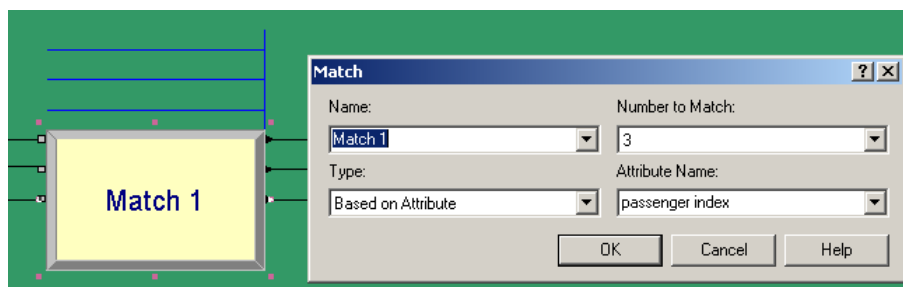 Match
Name:
Number to Match:
Match 1
3
Type:
Attribute Name:
Match 1
Based on Attribute
passenger index
OK
Cancel
Help